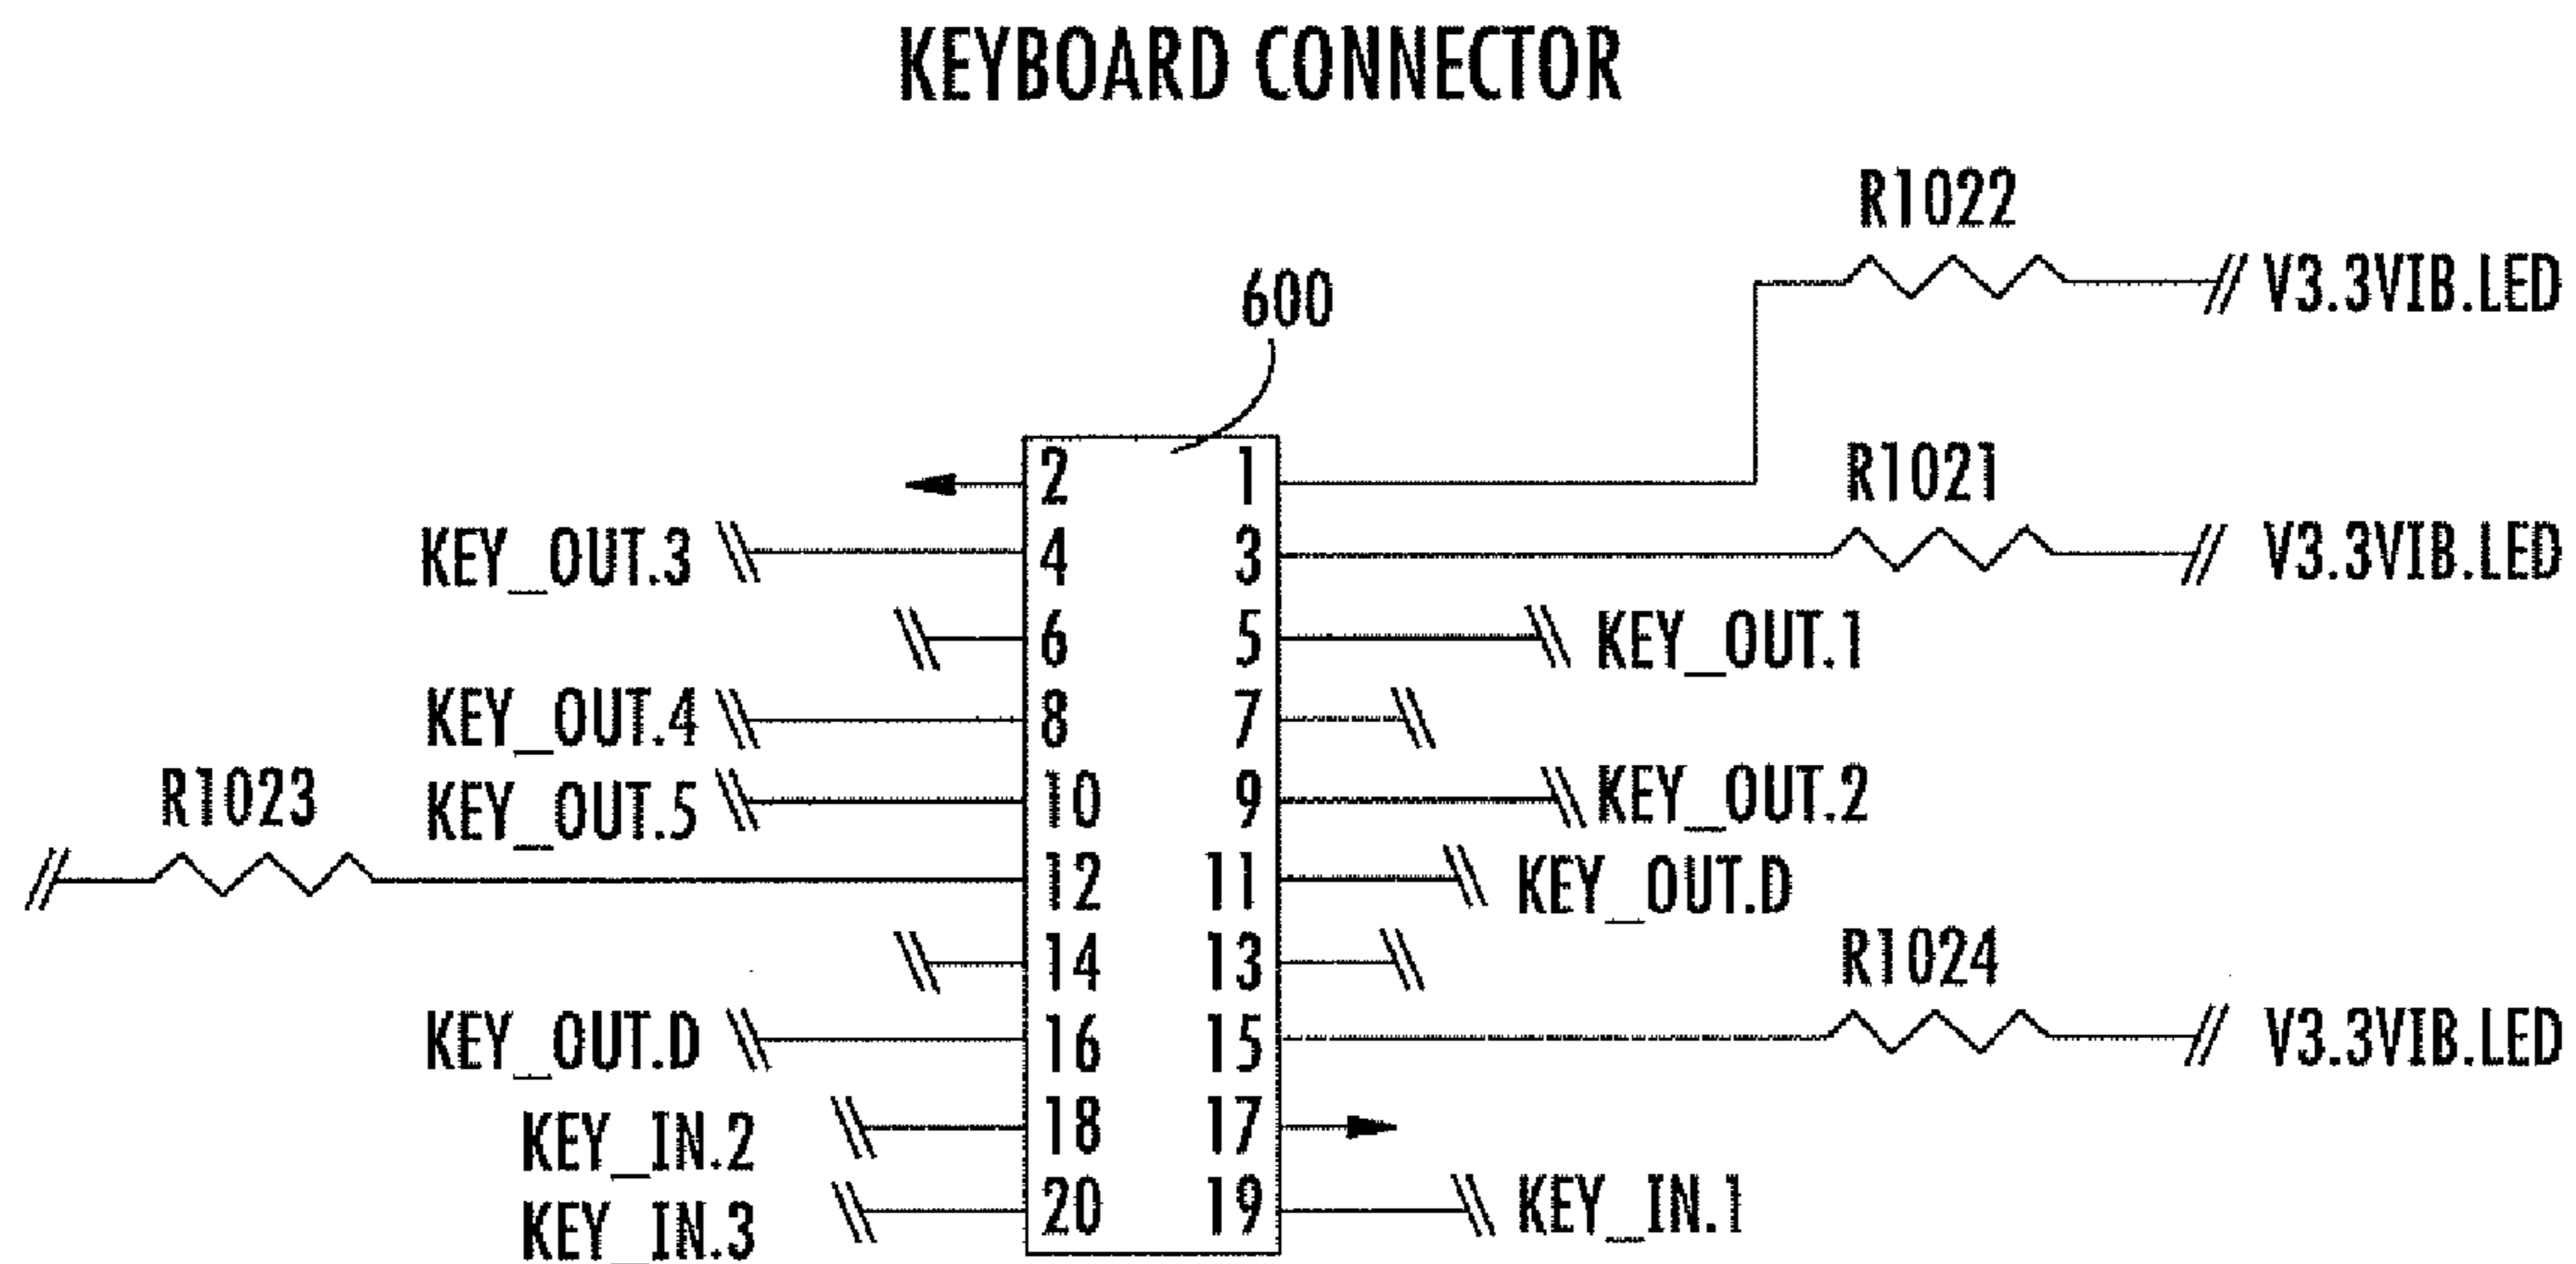 KEYBOARD CONNECTOR
R1022
V3.3VIB.LED
600
2 1
R1021
KEY_OUT.3 4 3 V3.3VIB.LED
6 5 KEY_OUT.1
KEY_OUT.4 8 7
R1023
KEY_OUT.5 10 9 KEY_OUT.2
12 11 KEY_OUT.D
14 13
R1024
KEY_OUT.D 16 15 V3.3VIB.LED
KEY_IN.2 18 17
KEY_IN.3 20 19 KEY_IN.1